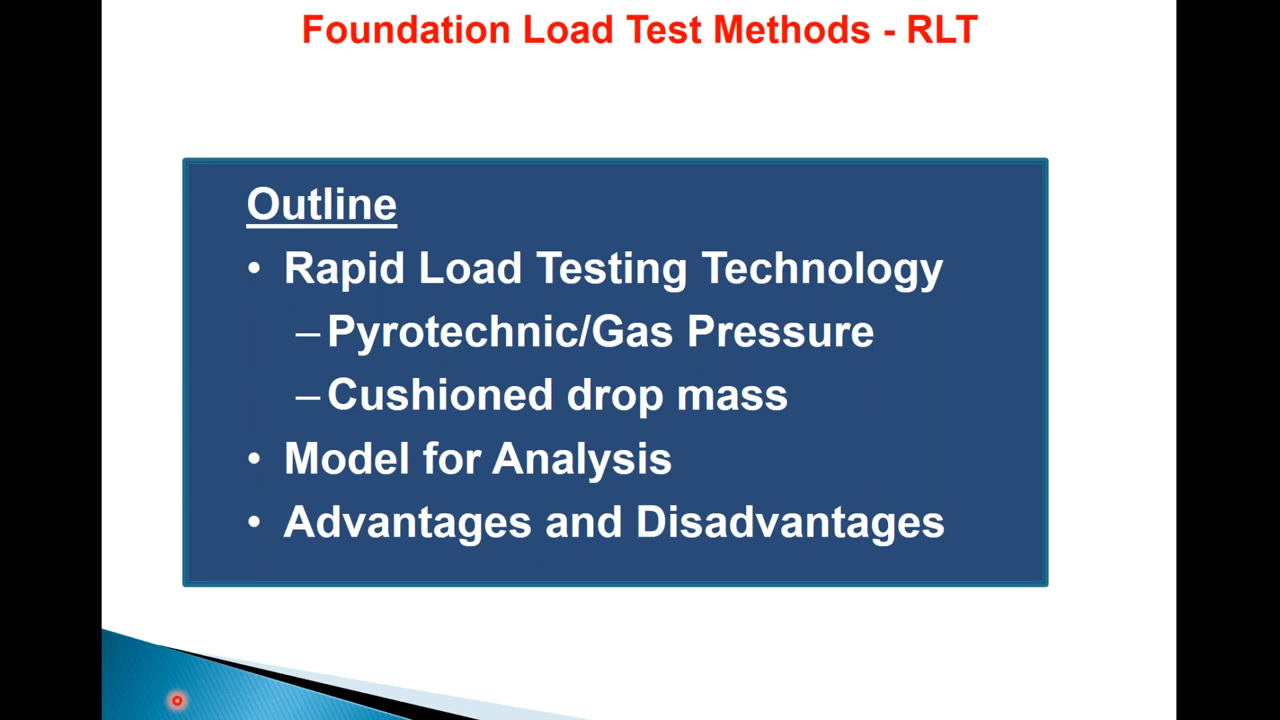 Foundation Load Test Methods - RLT
Outline
• Rapid Load Testing Technology
–Pyrotechnic/Gas Pressure
–Cushioned drop mass
• Model for Analysis
• Advantages and Disadvantages